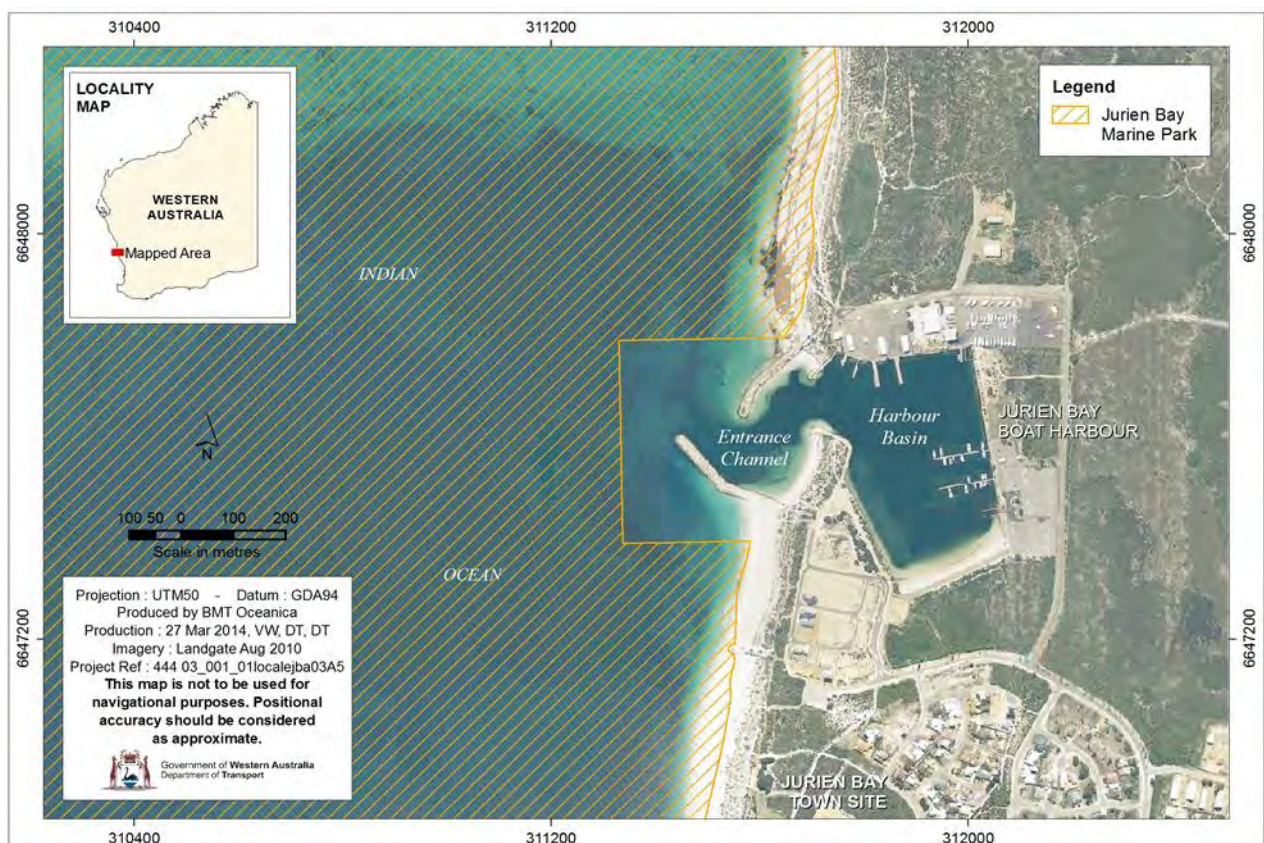 310400
311200
312000
LOCALITY
MAP
WESTERN
AUSTRALIA
Mapped Area
Legend
Jurien Bay
Marine Park
6648000
6648000
INDIAN
Harbour
Basin
JURIEN BAY
BOAT HARBOUR
Entrance
Channel
N
100 50 0 100 200
Scale in metres
OCEAN
Projection : UTM50 - Datum : GDA94
Produced by BMT Oceanica
Production : 27 Mar 2014, VW, DT, DT
Imagery : Landgate Aug 2010
Project Ref : 444 03_001_01localejba03A5
This map is not to be used for
navigational purposes. Positional
accuracy should be considered
as approximate.
Government of Western Australia
Department of Transport
6647200
6647200
JURIEN BAY
TOWN SITE
310400
311200
312000